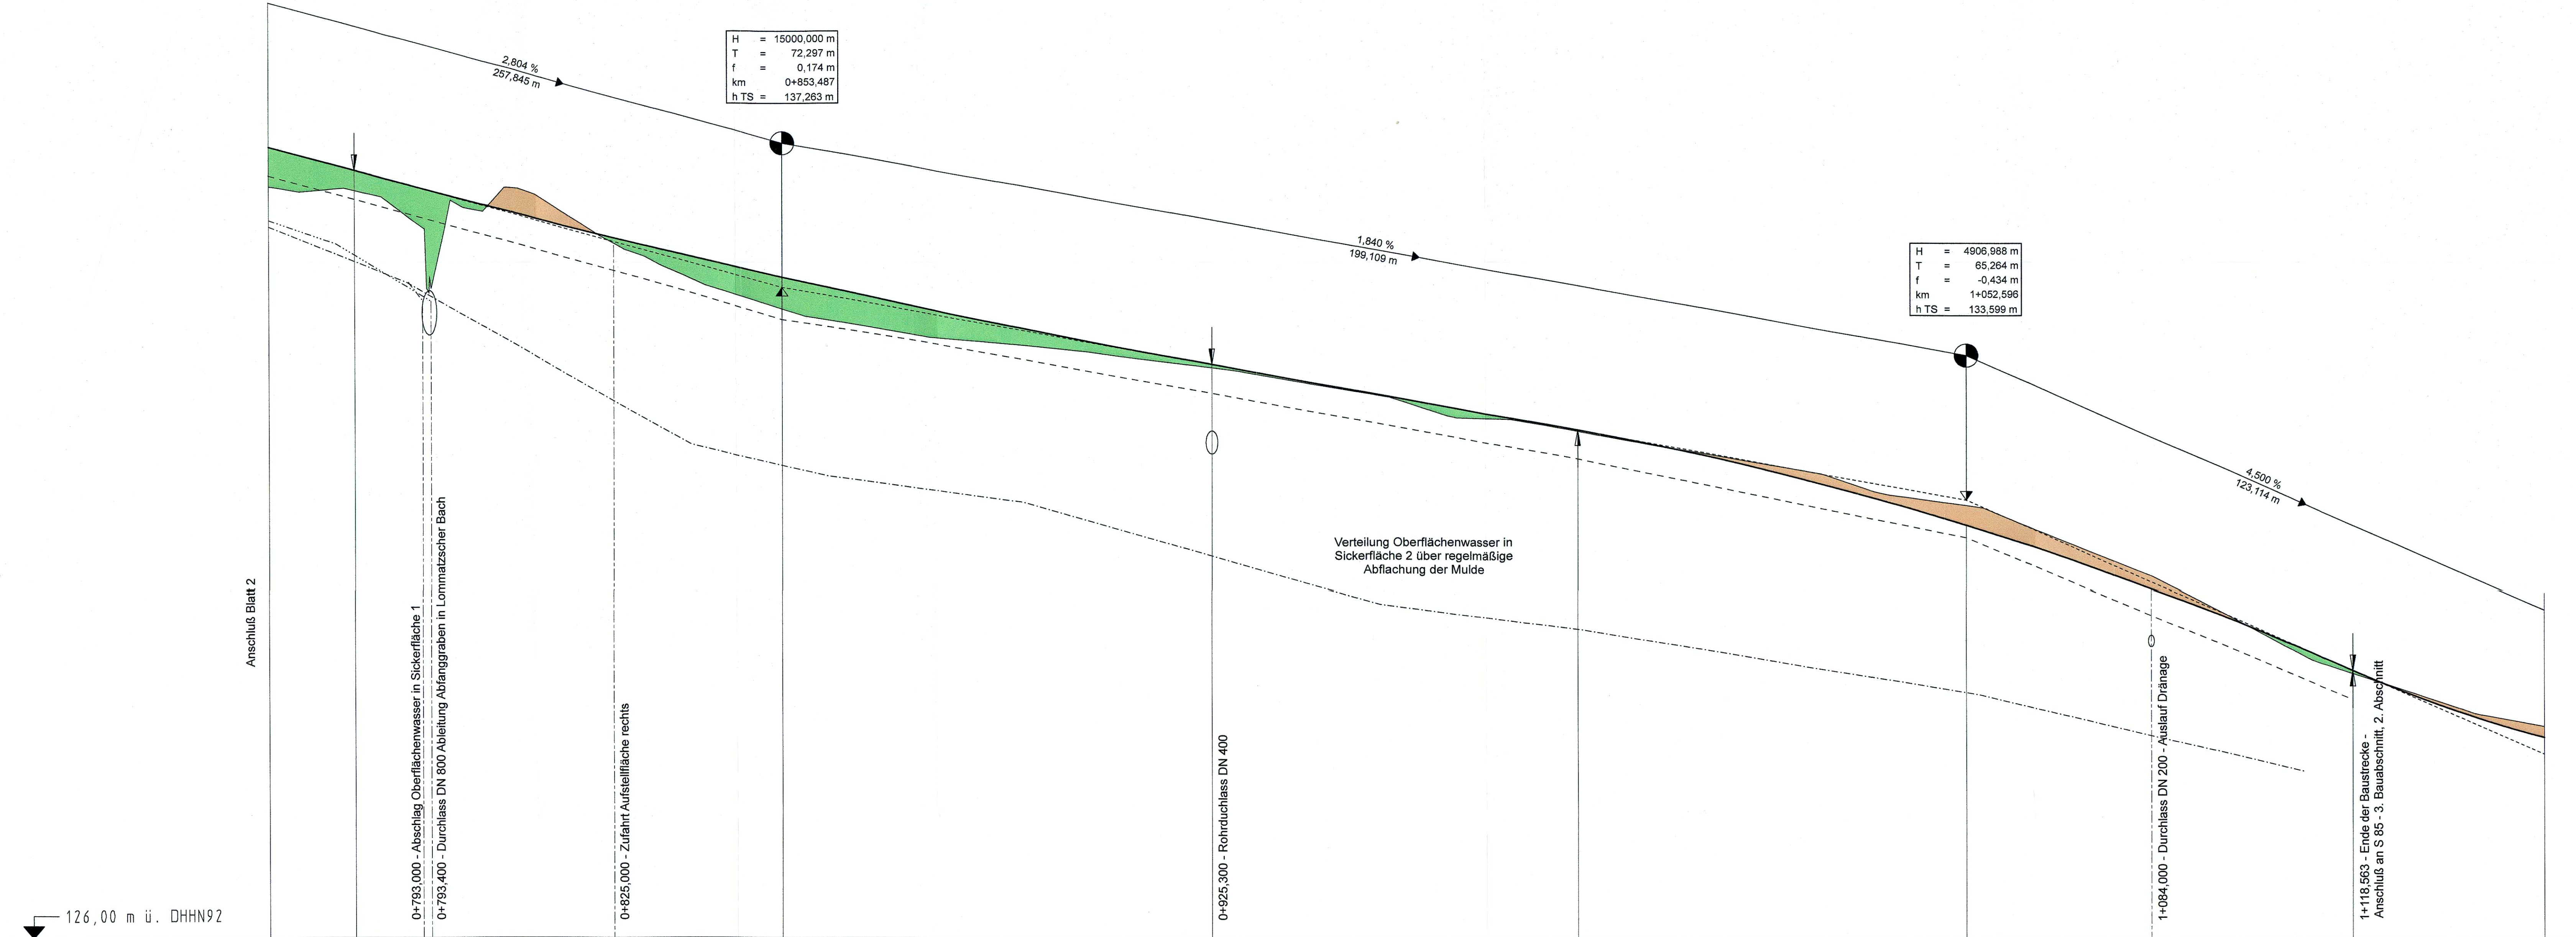 2,804 %
257,845 m
H = 15000,000 m
T = 72,297 m
f = 0,174 m
km 0+853,487
h TS = 137,263 m
1,840 %
199,109 m
H = 4906,988 m
T = 65,264 m
f = -0,434 m
km 1+052,596
h TS = 133,599 m
4,500 %
123,114 m
Verteilung Oberflächenwasser in
Sickerfläche 2 über regelmäßige
Abflachung der Mulde
Anschluß Blatt 2
0+793,000 - Abschlag Oberflächenwasser in Sickerfläche 1
0+793,400 - Durchlass DN 800 Ableitung Abfanggraben in Lommatzscher Bach
0+825,000 - Zufahrt Aufstellfläche rechts
0+925,300 - Rohrduchlass DN 400
1+084,000 - Durchlass DN 200 - Auslauf Dränage
1+118,563 - Ende der Baustrecke -
Anschluß an S 85 - 3. Bauabschnitt, 2. Abschnitt
126,00 m ü. DHHN92